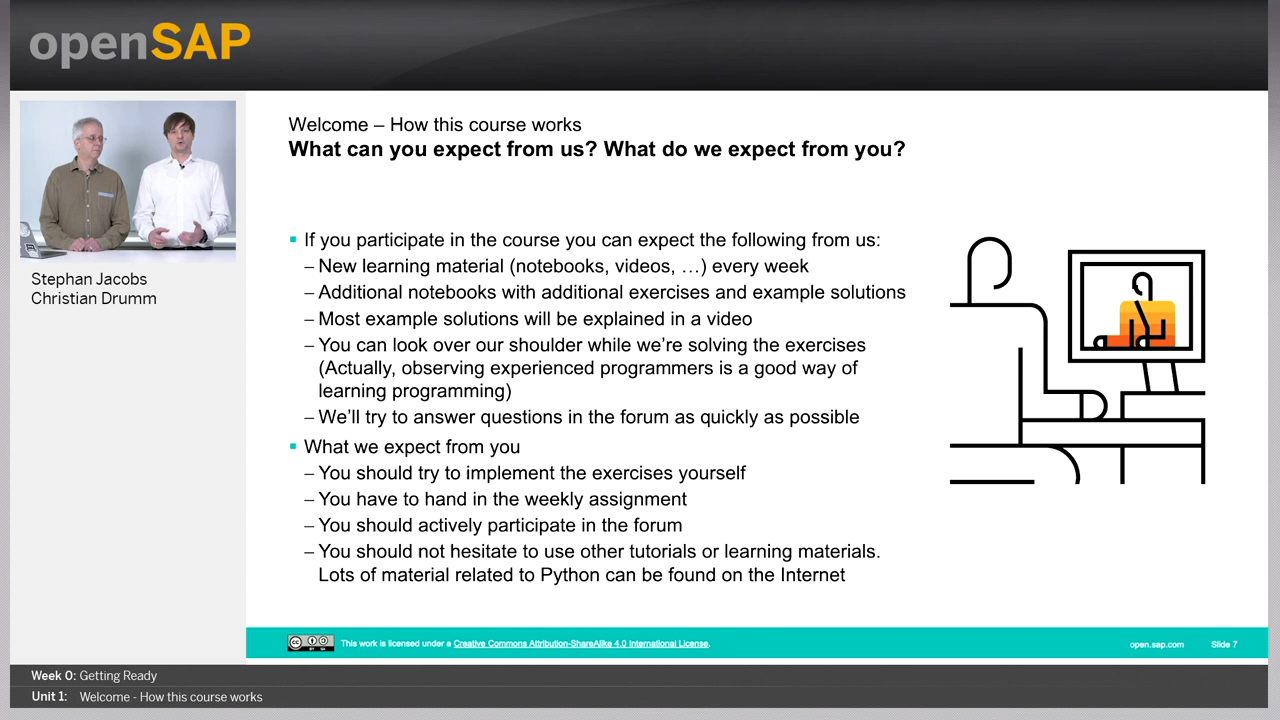 openSAP
Welcome – How this course works
What can you expect from us? What do we expect from you?
Stephan Jacobs
Christian Drumm
▪ If you participate in the course you can expect the following from us:
– New learning material (notebooks, videos, …) every week
– Additional notebooks with additional exercises and example solutions
– Most example solutions will be explained in a video
– You can look over our shoulder while we’re solving the exercises
(Actually, observing experienced programmers is a good way of
learning programming)
– We’ll try to answer questions in the forum as quickly as possible
▪ What we expect from you
– You should try to implement the exercises yourself
– You have to hand in the weekly assignment
– You should actively participate in the forum
– You should not hesitate to use other tutorials or learning materials.
Lots of material related to Python can be found on the Internet
cc BY SA This work is licensed under a Creative Commons Attribution-ShareAlike 4.0 International License. open.sap.com Slide 7
Week 0: Getting Ready
Unit 1: Welcome - How this course works